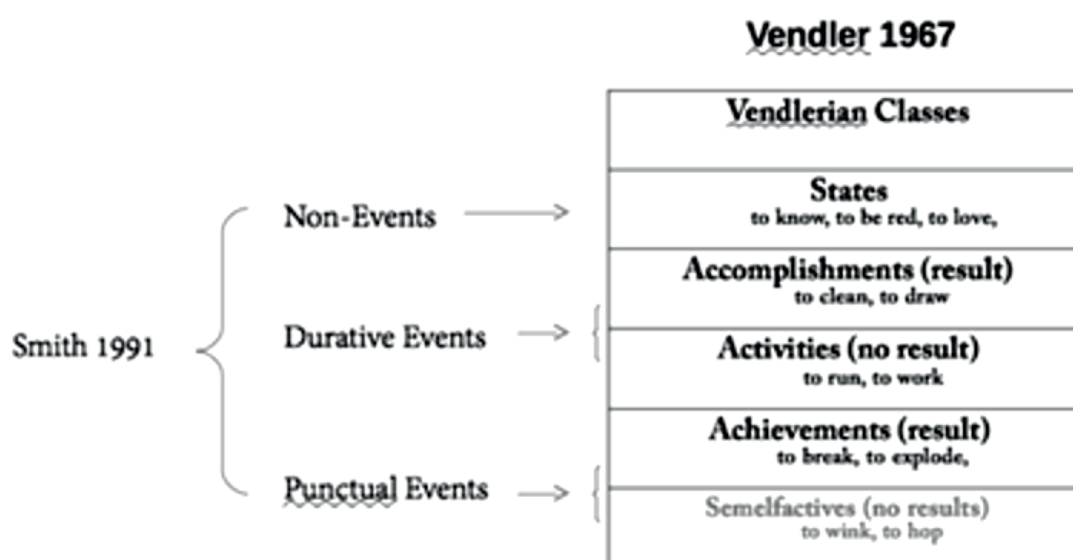 Vendler 1967
Vendlerian Classes
States
to know, to be red, to love,
Non-Events
Accomplishments (result)
to clean, to draw
Smith 1991
Durative Events
Activities (no result)
to run, to work
Achievements (result)
to break, to explode,
Punctual Events
Semelfactives (no results)
to wink, to hop